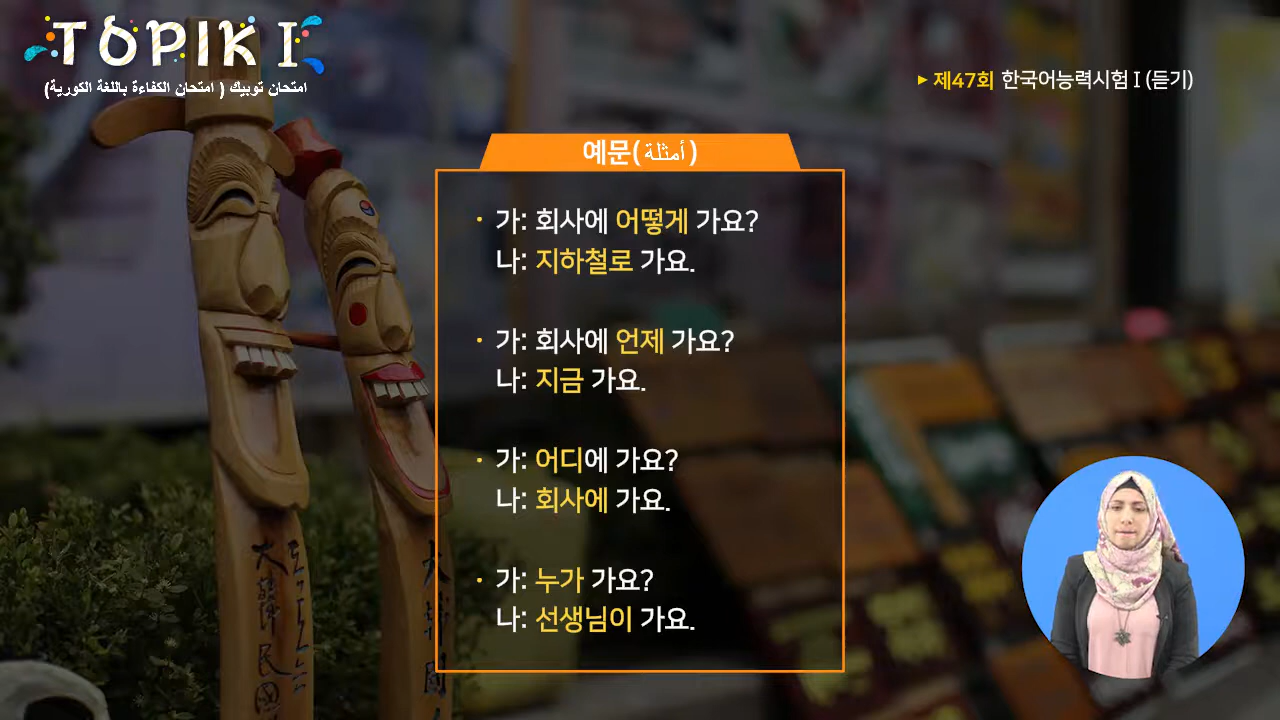 TOPIK I
امتحان توبيك ( امتحان الكفاءة باللغة الكورية)
▶ 제47회 한국어능력시험 I (듣기)
예문(أمثلة)
· 가: 회사에 어떻게 가요?
나: 지하철로 가요.
· 가: 회사에 언제 가요?
나: 지금 가요.
· 가: 어디에 가요?
나: 회사에 가요.
· 가: 누가 가요?
나: 선생님이 가요.
大韓民國